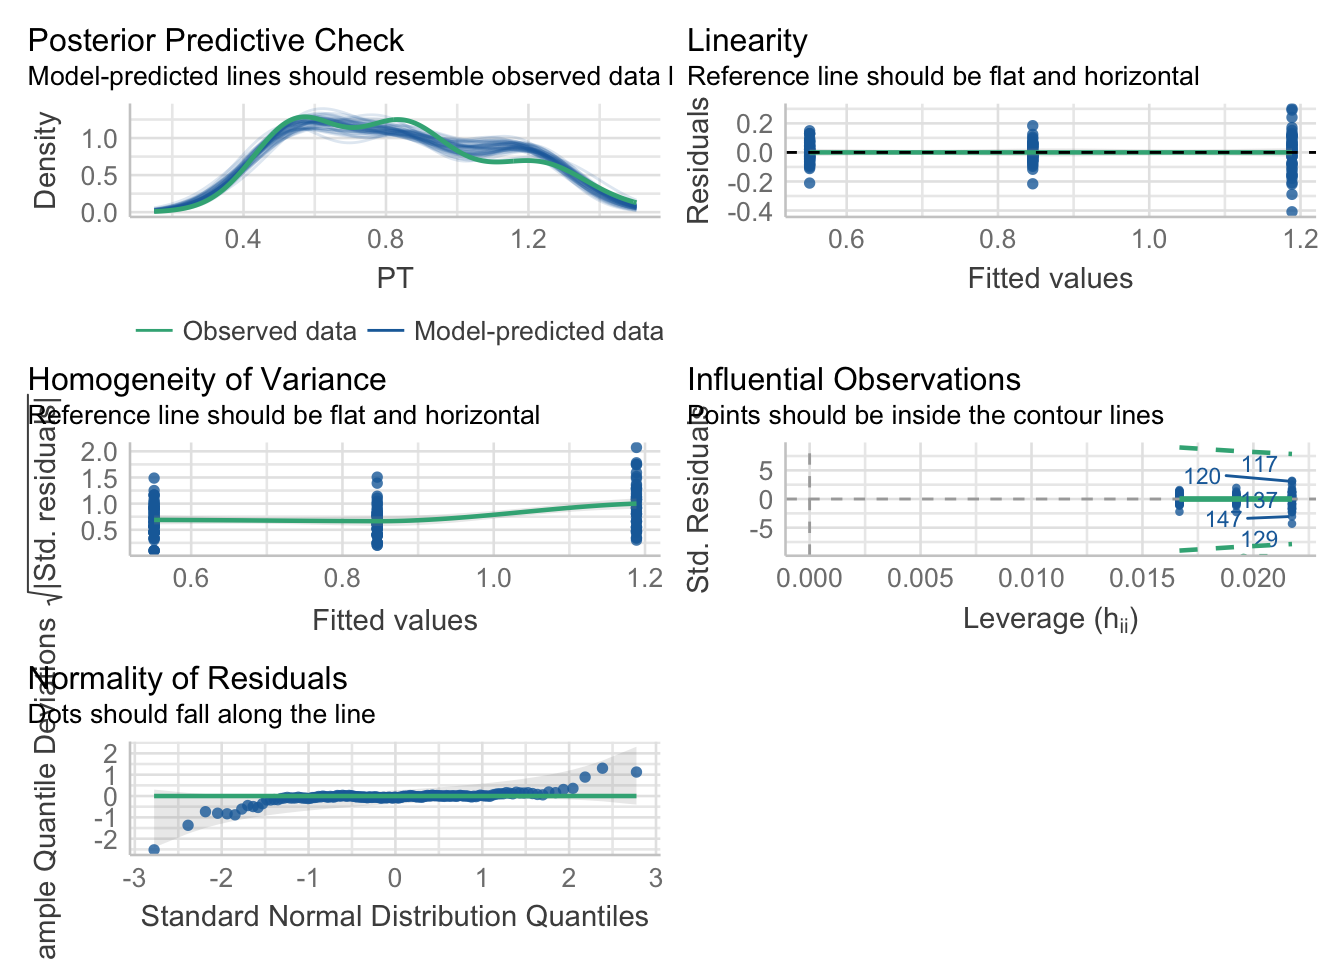 Posterior Predictive Check
Model-predicted lines should resemble observed data l
Density
1.0
0.5
0.0
0.4 0.8 1.2
PT
Observed data Model-predicted data
Linearity
Reference line should be flat and horizontal
Residuals
0.2
0.0
-0.2
-0.4
0.6 0.8 1.0 1.2
Fitted values
Homogeneity of Variance
Reference line should be flat and horizontal
√|Std. residuals|
2.0
1.5
1.0
0.5
0.6 0.8 1.0 1.2
Fitted values
Influential Observations
Points should be inside the contour lines
Std. Residuals
5
0
-5
117
120
137
147
129
0.000 0.005 0.010 0.015 0.020
Leverage (hii)
Normality of Residuals
Dots should fall along the line
ample Quantile Deviations
2
1
0
-1
-2
-3 -2 -1 0 1 2 3
Standard Normal Distribution Quantiles